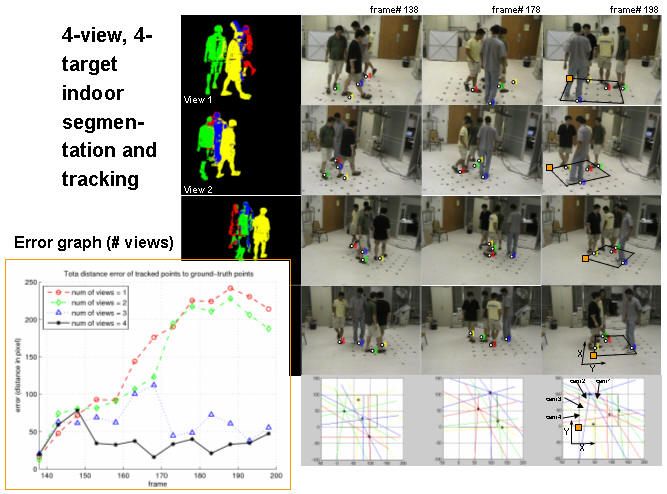 4-view, 4-
target
indoor
segmen-
tation and
tracking
frame# 138
frame# 178
frame# 198
View 1
View 2
Error graph (# views)
Tota distance error of tracked points to ground-truth points
num of views = 1
num of views = 2
num of views = 3
num of views = 4
error (distance in pixel)
250
200
150
100
50
0
140 150 160 170 180 190 200
frame
X
Y
cam2
cam1
cam3
cam4
Y
X